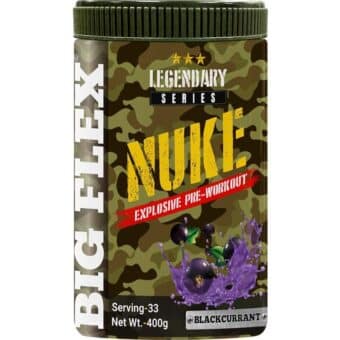 LEGENDARY
SERIES
BIG FLEX
NUKE
EXPLOSIVE PRE-WORKOUT
Serving-33
Net Wt.-400g
BLACKCURRANT